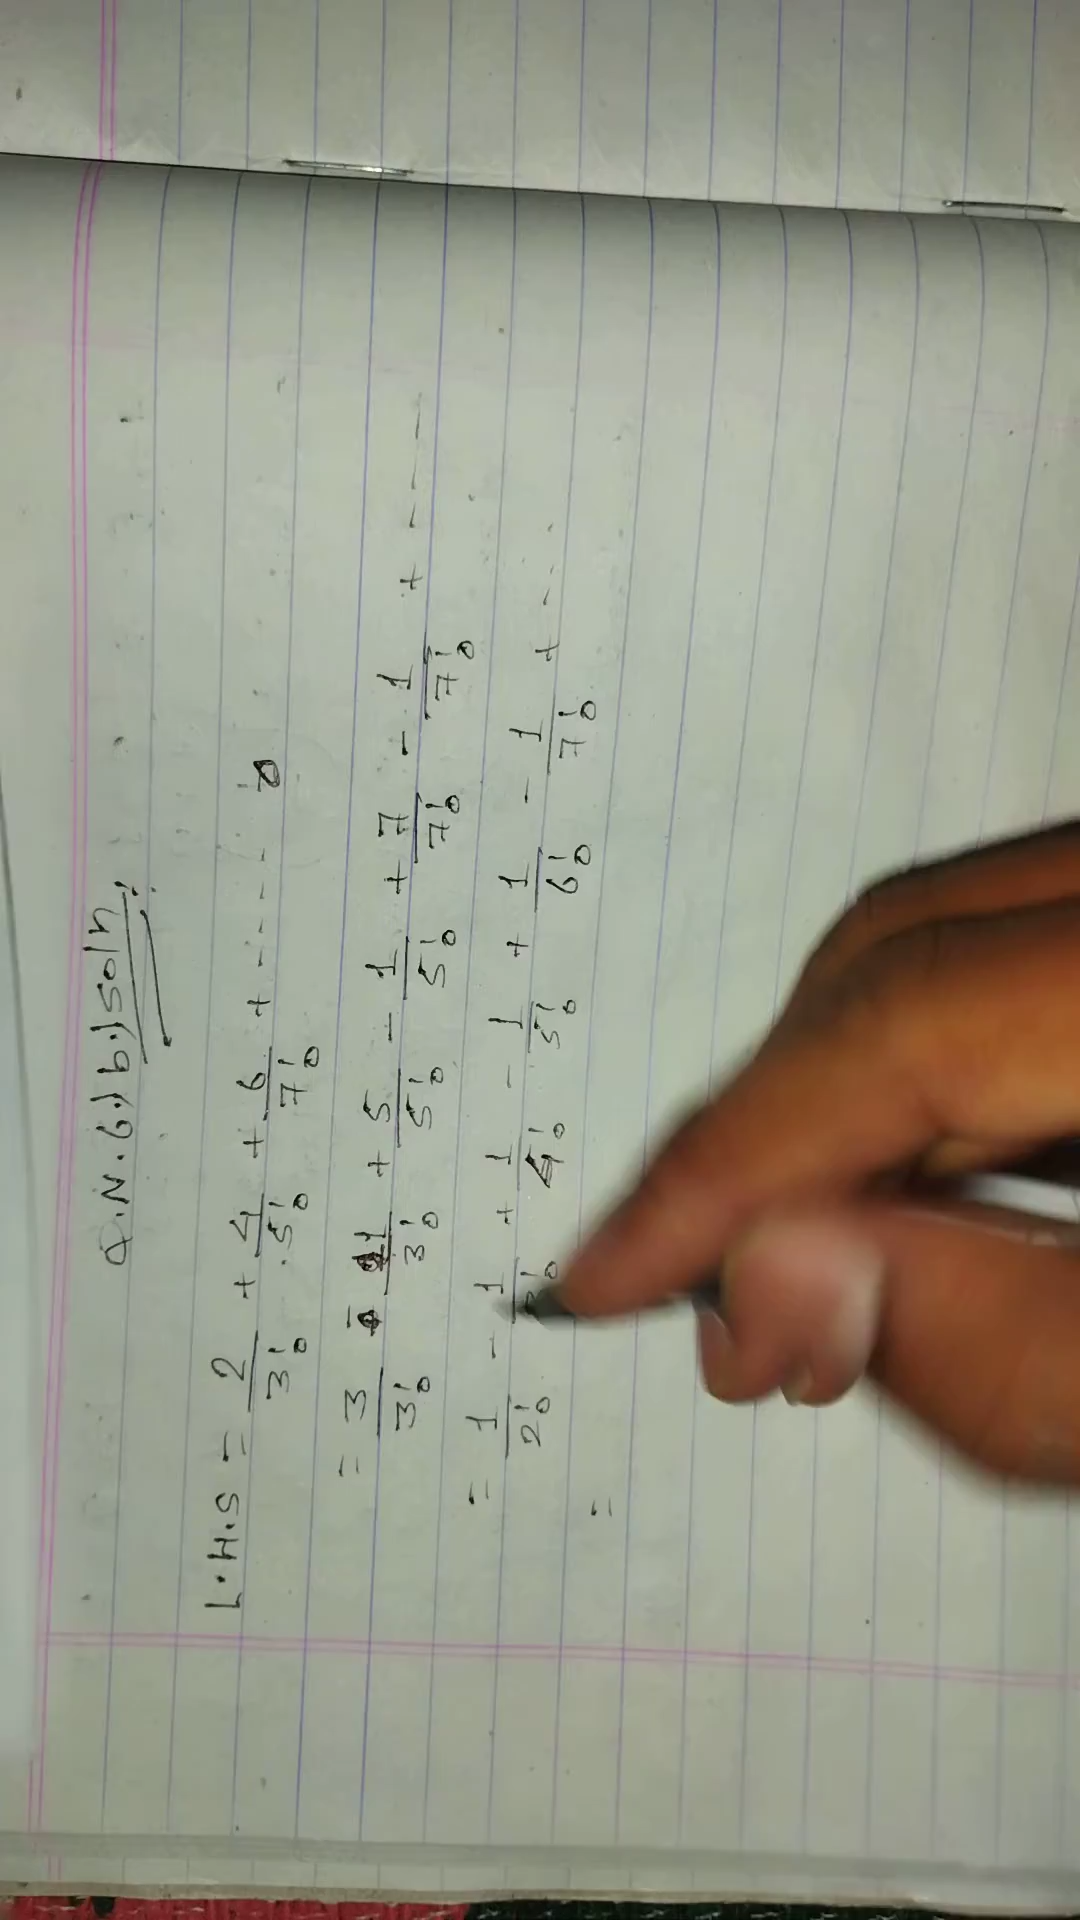 Q.N.6) b) soln:
L.H.S = 2/3! + 4/5! + 6/7! + ---- ∞
= 3/3! - 1/3! + 5/5! - 1/5! + 7/7! - 1/7! + ----
= 1/2! - 1/3! + 1/4! - 1/5! + 1/6! - 1/7! + ---
=